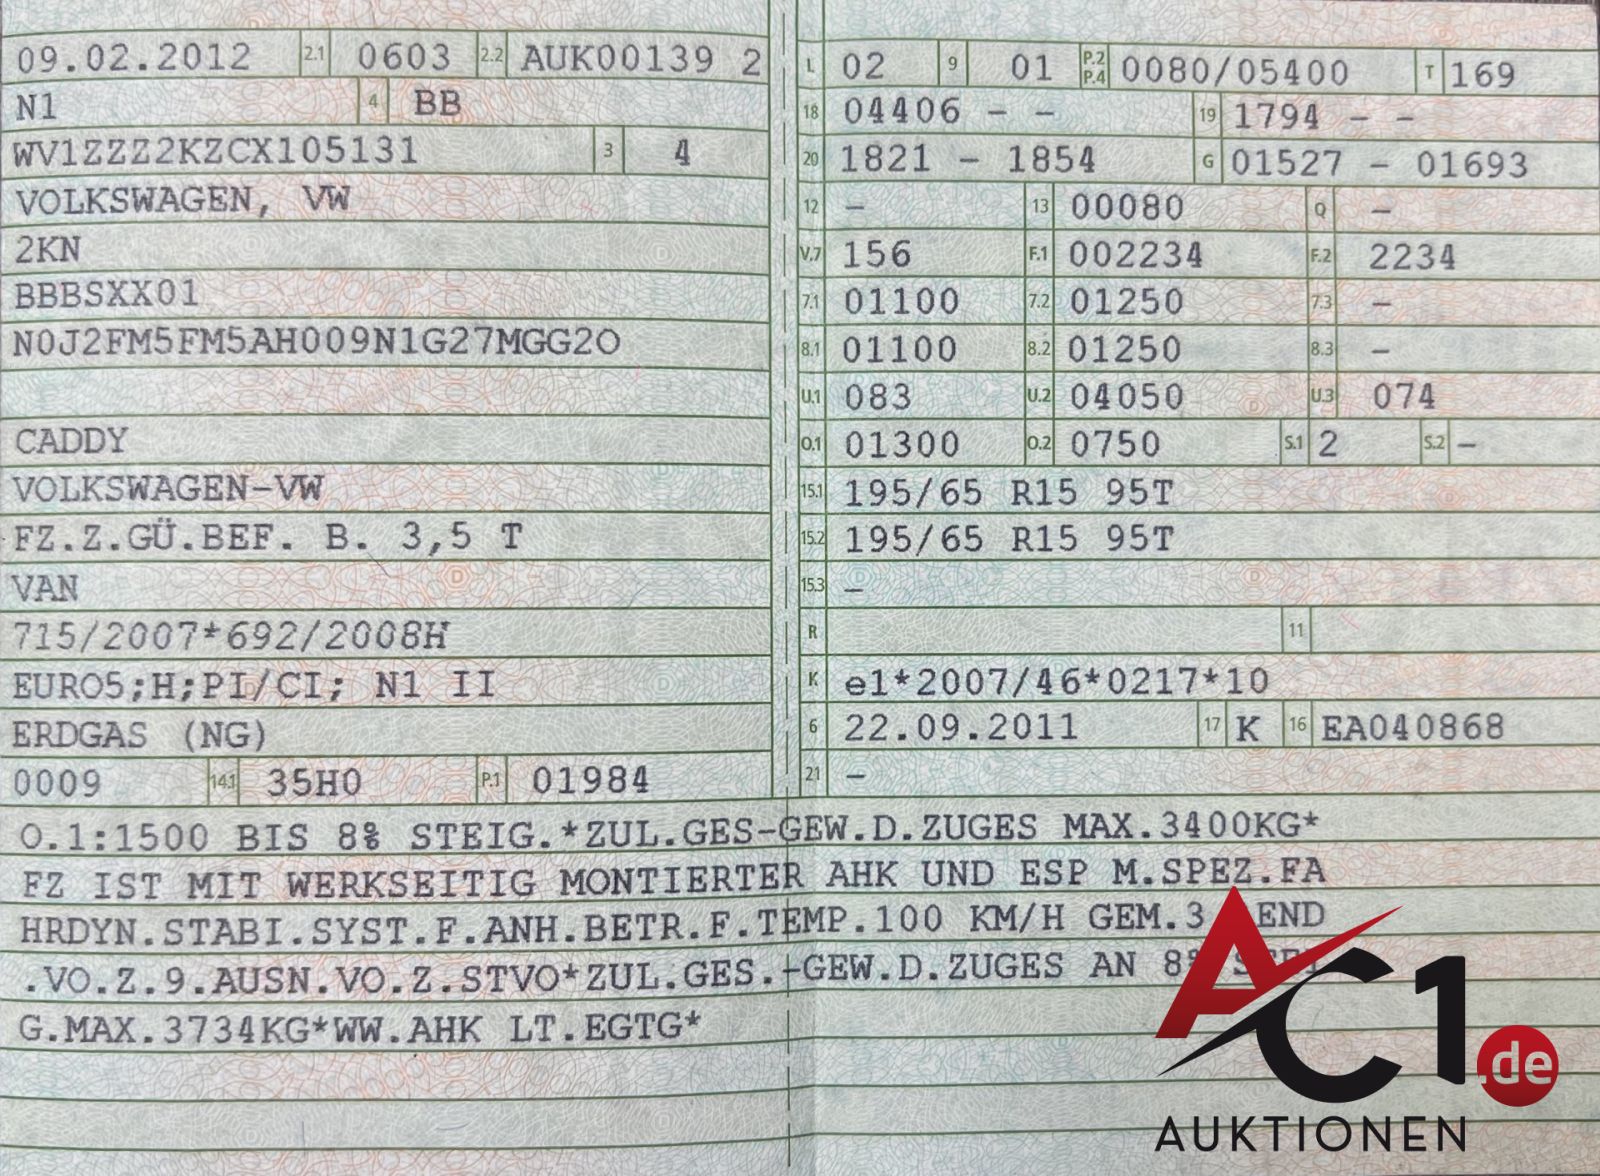 09.02.2012 2.1 0603 2.2 AUK00139 2
N1 4 BB
WV1ZZZ2KZCX105131 3 4
VOLKSWAGEN, VW
2KN
BBBSXX01
N0J2FM5FM5AH009N1G27MGG2O
CADDY
VOLKSWAGEN-VW
FZ.Z.GÜ.BEF. B. 3,5 T
VAN
715/2007*692/2008H
EURO5;H;PI/CI; N1 II
ERDGAS (NG)
0009 14.1 35H0 P.1 01984
L 02 9 01 P.2 P.4 0080/05400 T 169
18 04406 - - 19 1794 - -
20 1821 - 1854 G 01527 - 01693
12 - 13 00080 Q -
V.7 156 F.1 002234 F.2 2234
7.1 01100 7.2 01250 7.3 -
8.1 01100 8.2 01250 8.3 -
U.1 083 U.2 04050 U.3 074
O.1 01300 O.2 0750 S.1 2 S.2 -
15.1 195/65 R15 95T
15.2 195/65 R15 95T
15.3 -
R 11
K e1*2007/46*0217*10
6 22.09.2011 17 K 16 EA040868
21 -
O.1:1500 BIS 8% STEIG.*ZUL.GES-GEW.D.ZUGES MAX.3400KG*
FZ IST MIT WERKSEITIG MONTIERTER AHK UND ESP M.SPEZ.FA
HRDYN.STABI.SYST.F.ANH.BETR.F.TEMP.100 KM/H GEM.3 END
.VO.Z.9.AUSN.VO.Z.STVO*ZUL.GES.-GEW.D.ZUGES AN 8%
G.MAX.3734KG*WW.AHK LT.EGTG*
AC1.de
AUKTIONEN